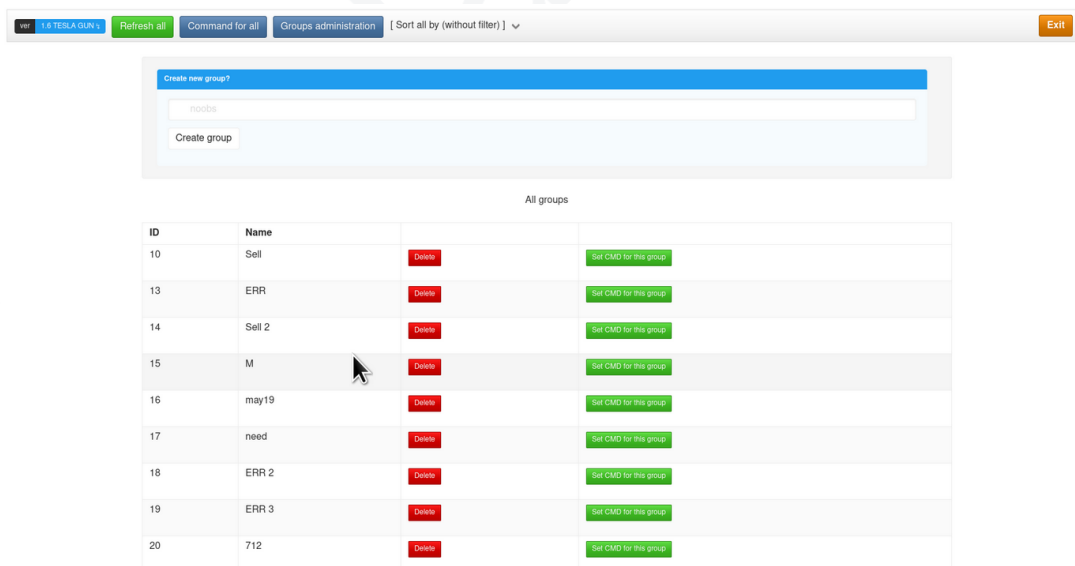 ver 1.6 TESLA GUN Refresh all Command for all Groups administration [ Sort all by (without filter) ] Exit
Create new group?
noobs
Create group
All groups
ID Name
10 Sell Delete Set CMD for this group
13 ERR Delete Set CMD for this group
14 Sell 2 Delete Set CMD for this group
15 M Delete Set CMD for this group
16 may19 Delete Set CMD for this group
17 need Delete Set CMD for this group
18 ERR 2 Delete Set CMD for this group
19 ERR 3 Delete Set CMD for this group
20 712 Delete Set CMD for this group